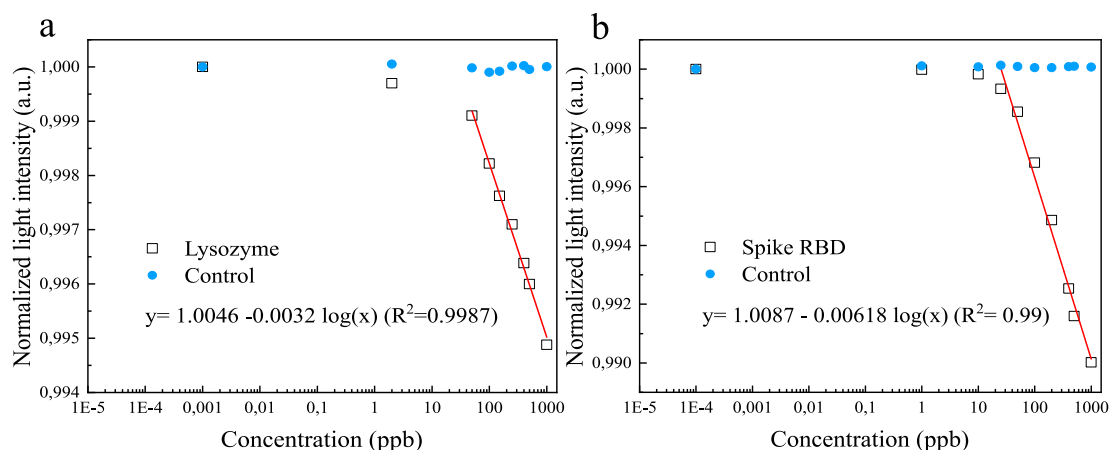 a
Normalized light intensity (a.u.)
1,000
0,999
0,998
0,997
0,996
0,995
0,994
Lysozyme
Control
y= 1.0046 -0.0032 log(x) (R²=0.9987)
1E-5 1E-4 0,001 0,01 0,1 1 10 100 1000
Concentration (ppb)
b
Normalized light intensity (a.u.)
1,000
0,998
0,996
0,994
0,992
0,990
Spike RBD
Control
y= 1.0087 - 0.00618 log(x) (R²= 0.99)
1E-5 1E-4 0,001 0,01 0,1 1 10 100 1000
Concentration (ppb)